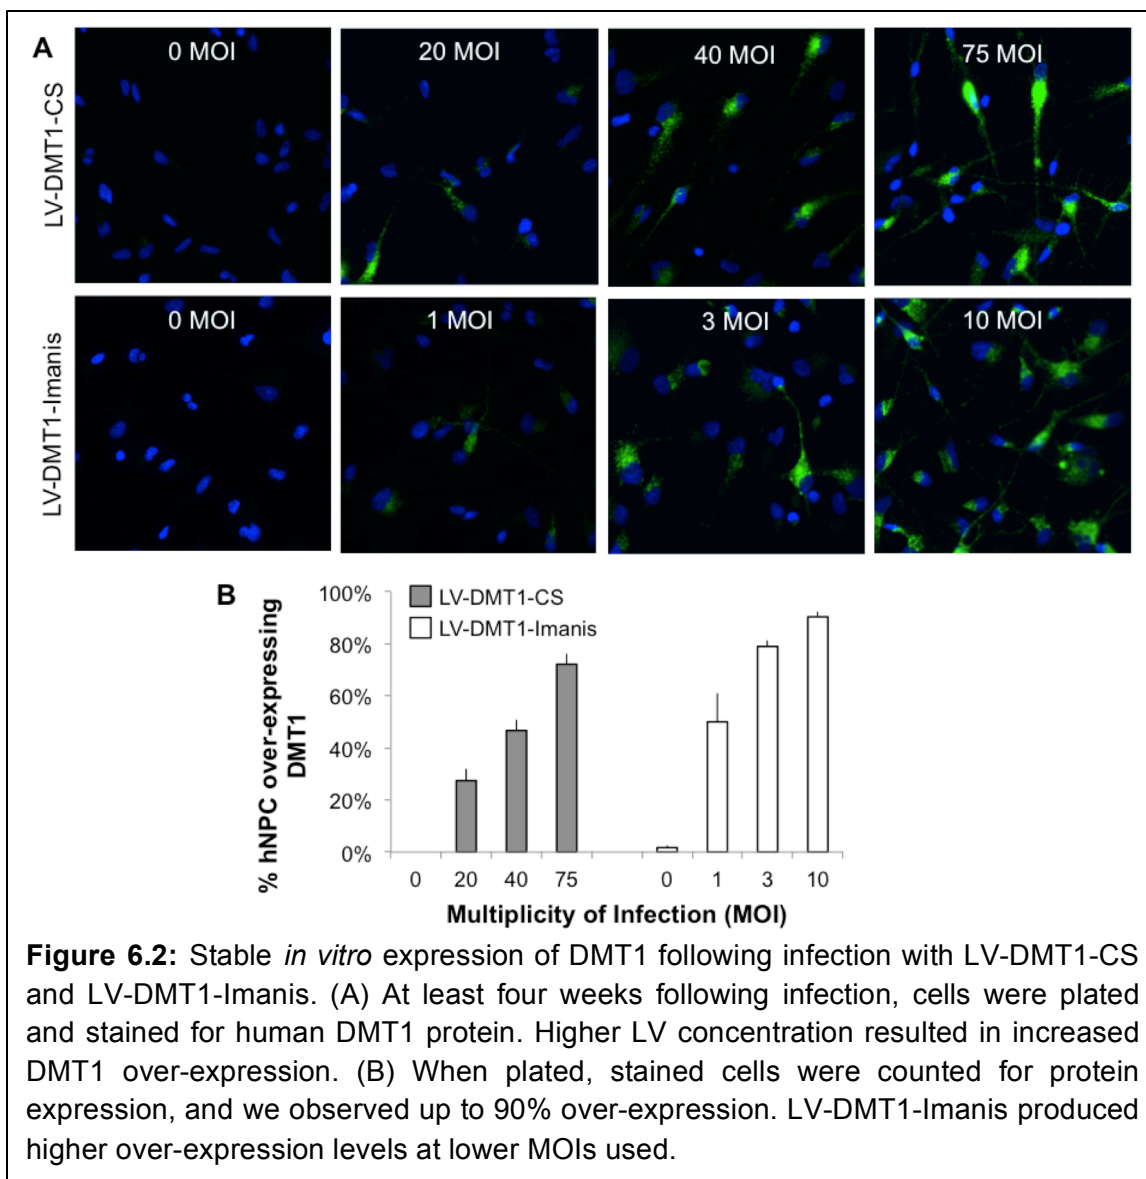 A
0 MOI
20 MOI
40 MOI
75 MOI
LV-DMT1-CS
0 MOI
1 MOI
3 MOI
10 MOI
LV-DMT1-Imanis
B
% hNPC over-expressing
DMT1
100%
80%
60%
40%
20%
0%
LV-DMT1-CS
LV-DMT1-Imanis
0 20 40 75 0 1 3 10
Multiplicity of Infection (MOI)
Figure 6.2: Stable in vitro expression of DMT1 following infection with LV-DMT1-CS
and LV-DMT1-Imanis. (A) At least four weeks following infection, cells were plated
and stained for human DMT1 protein. Higher LV concentration resulted in increased
DMT1 over-expression. (B) When plated, stained cells were counted for protein
expression, and we observed up to 90% over-expression. LV-DMT1-Imanis produced
higher over-expression levels at lower MOIs used.